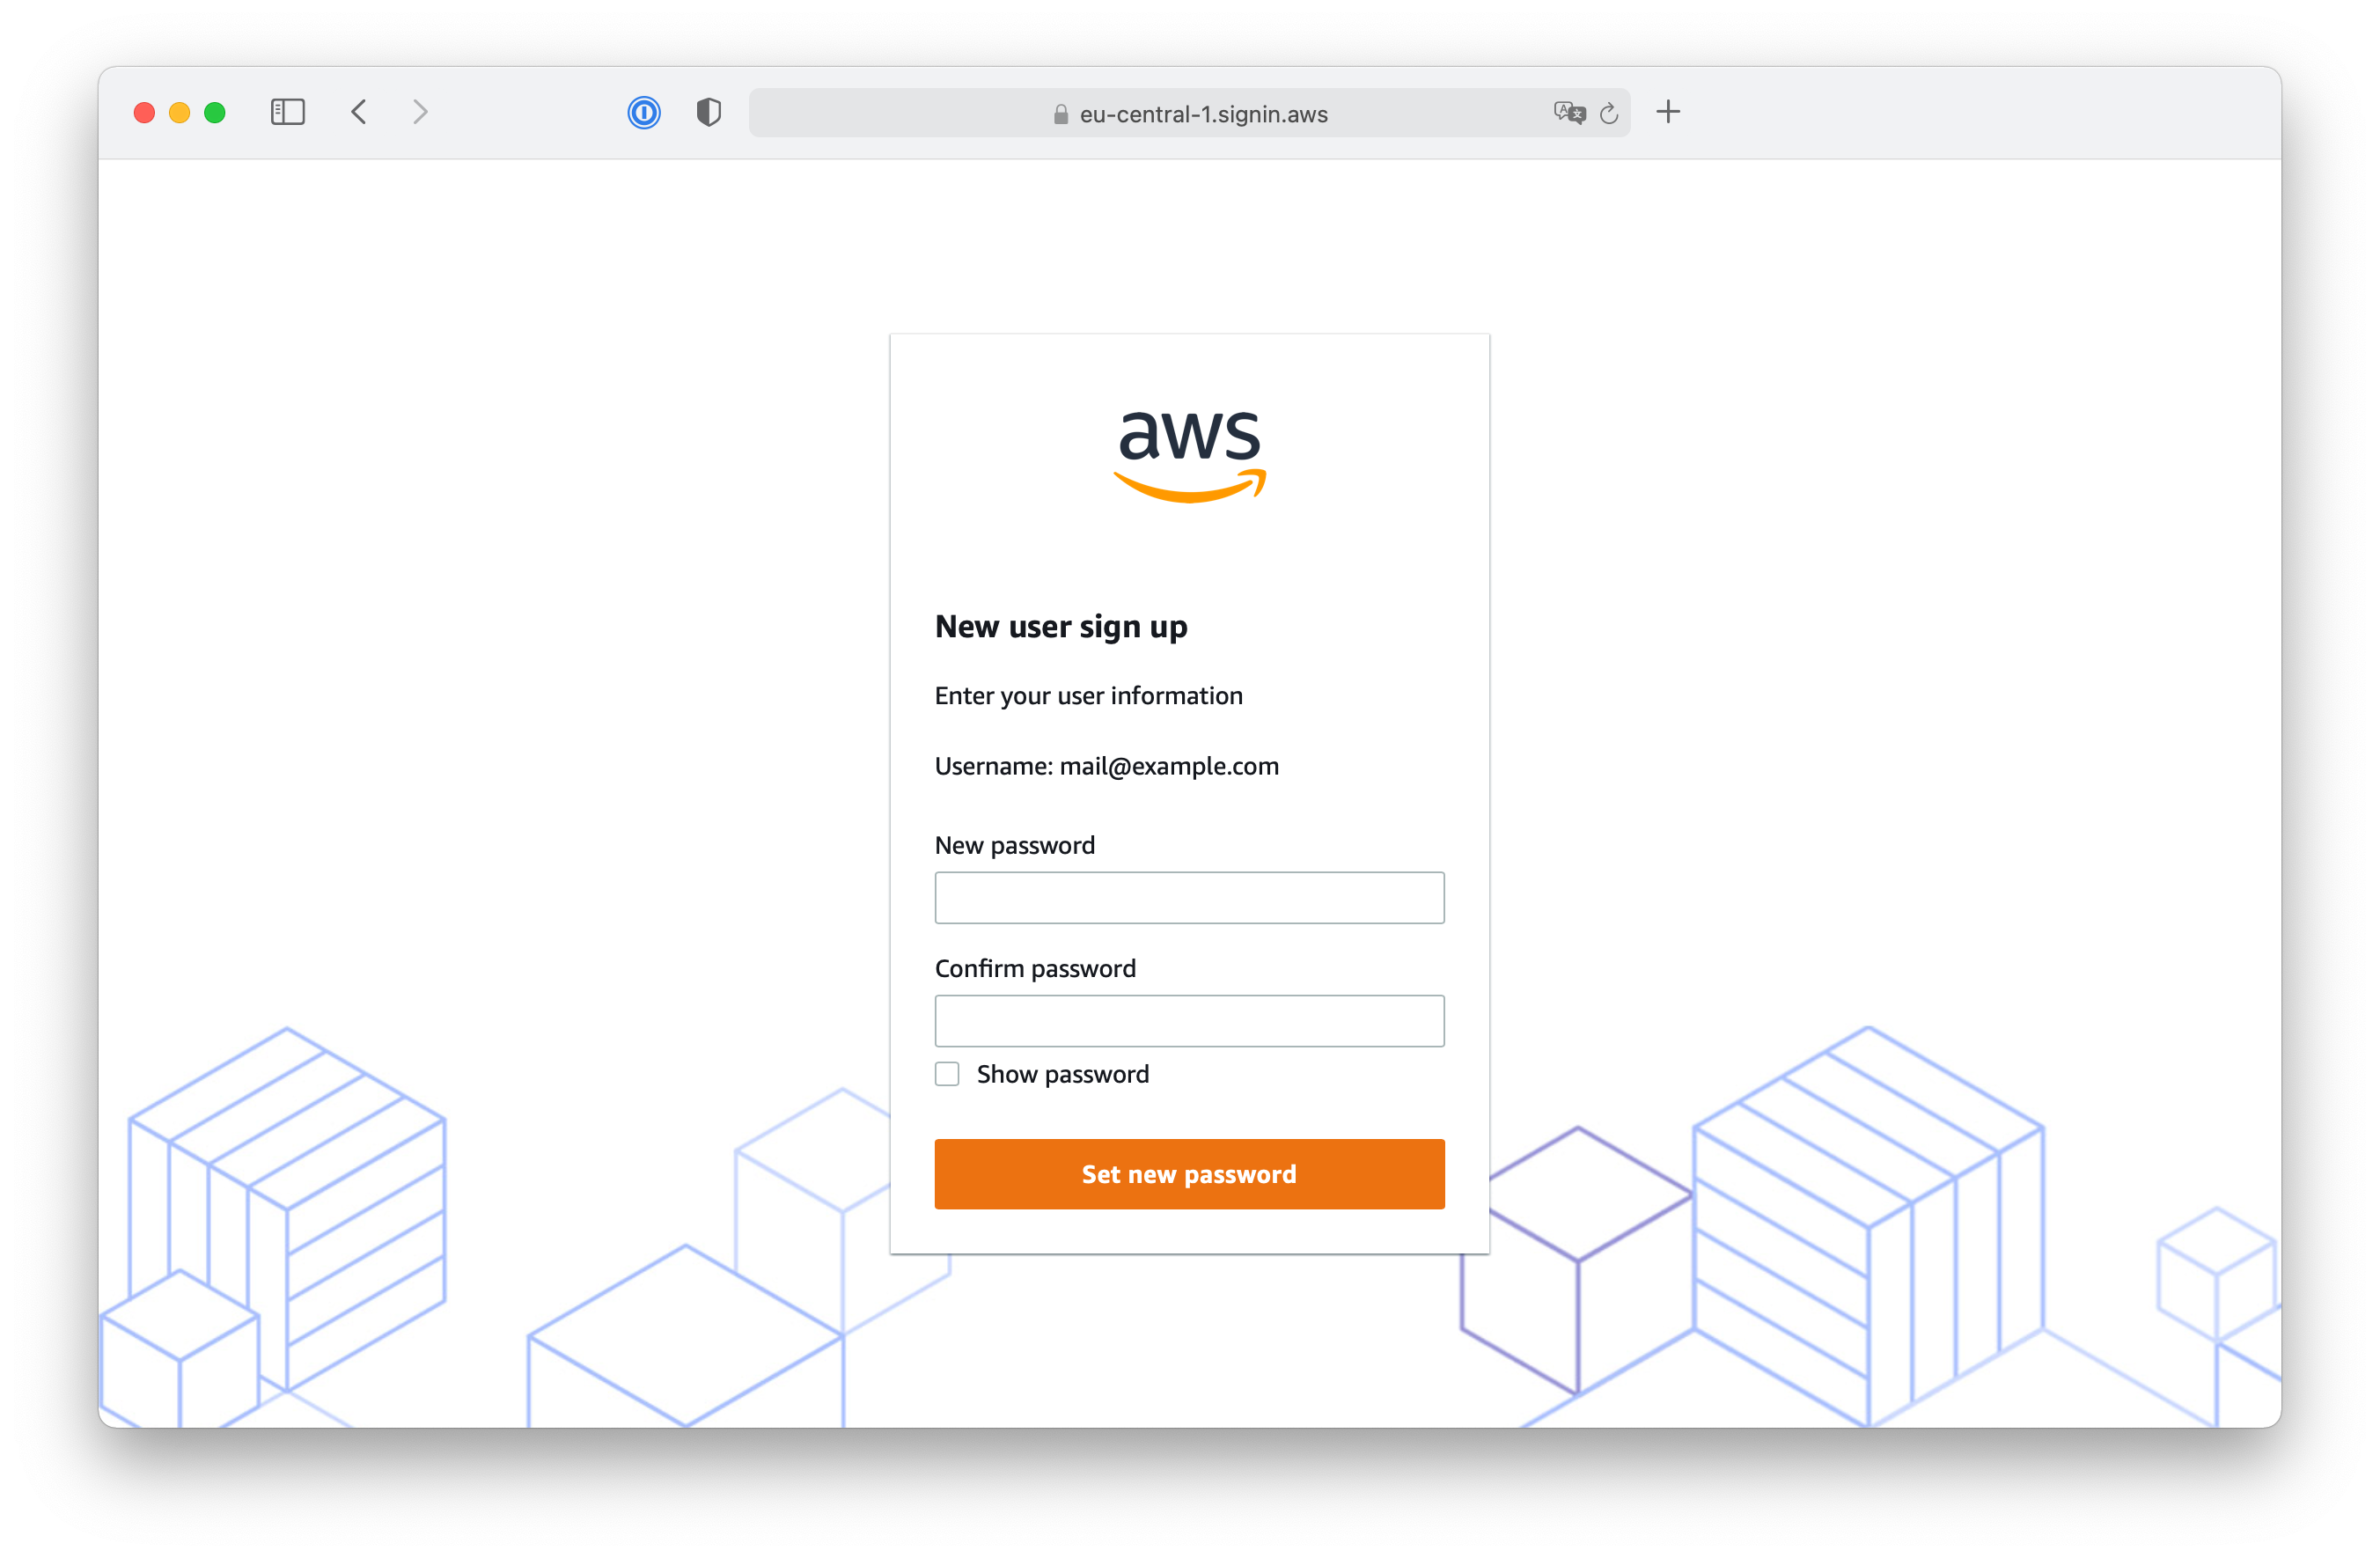 eu-central-1.signin.aws
aws
New user sign up
Enter your user information
Username: mail@example.com
New password
Confirm password
Show password
Set new password